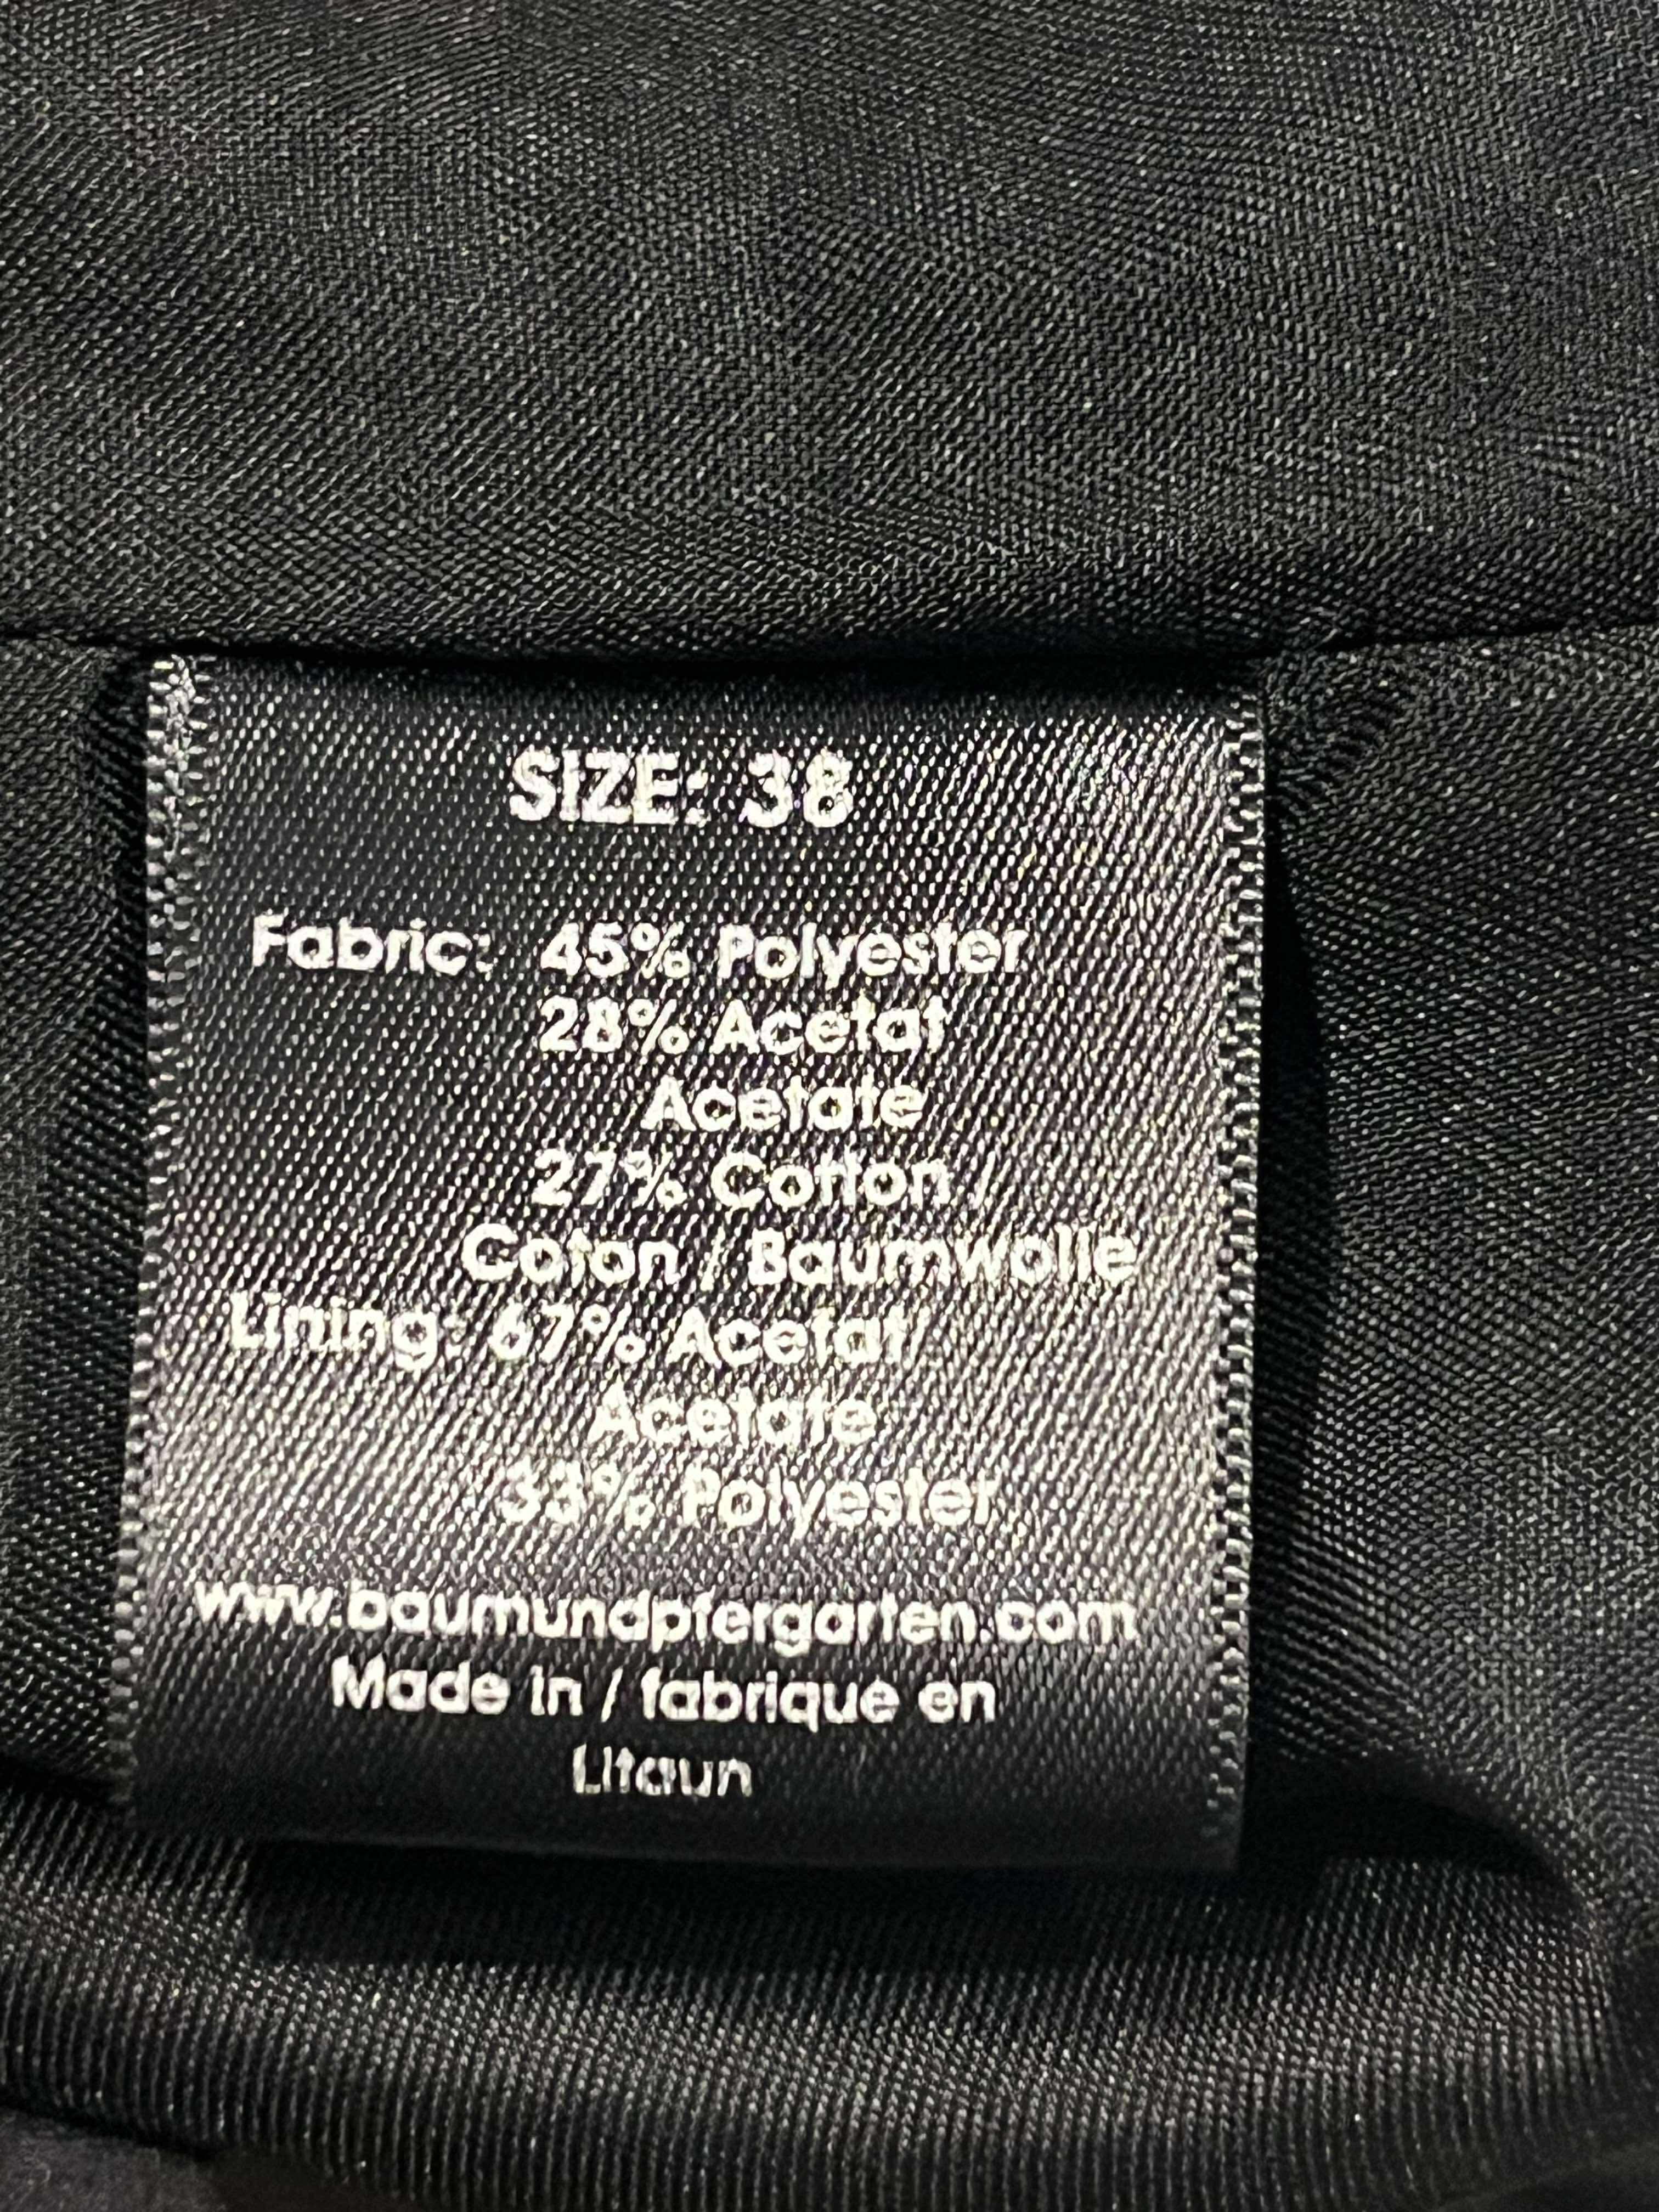 SIZE: 38
Fabric: 45% Polyester
28% Acetat
Acetate
27% Cotton /
Coton / Baumwolle
Lining: 67% Acetat
Acetate
33% Polyester
www.baumundpfergarten.com
Made in / fabrique en
Litaun